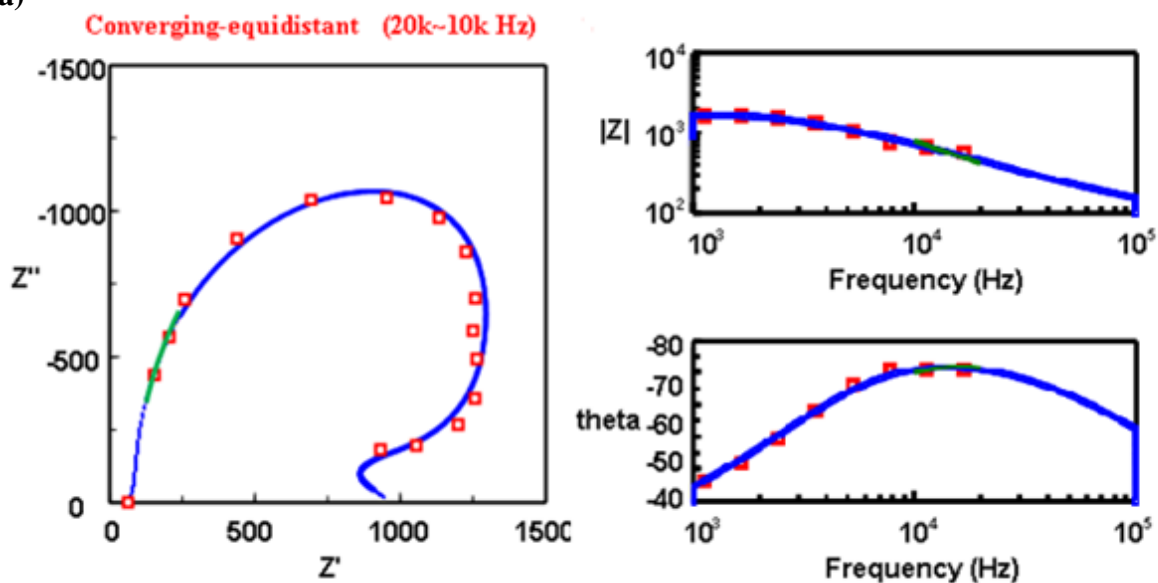 a)
Converging-equidistant (20k~10k Hz)
-1500
-1000
Z''
-500
0
0 500 1000 1500
Z'
10^4
|Z| 10^3
10^2
10^3 10^4 10^5
Frequency (Hz)
-80
-70
theta -60
-50
-40
10^3 10^4 10^5
Frequency (Hz)